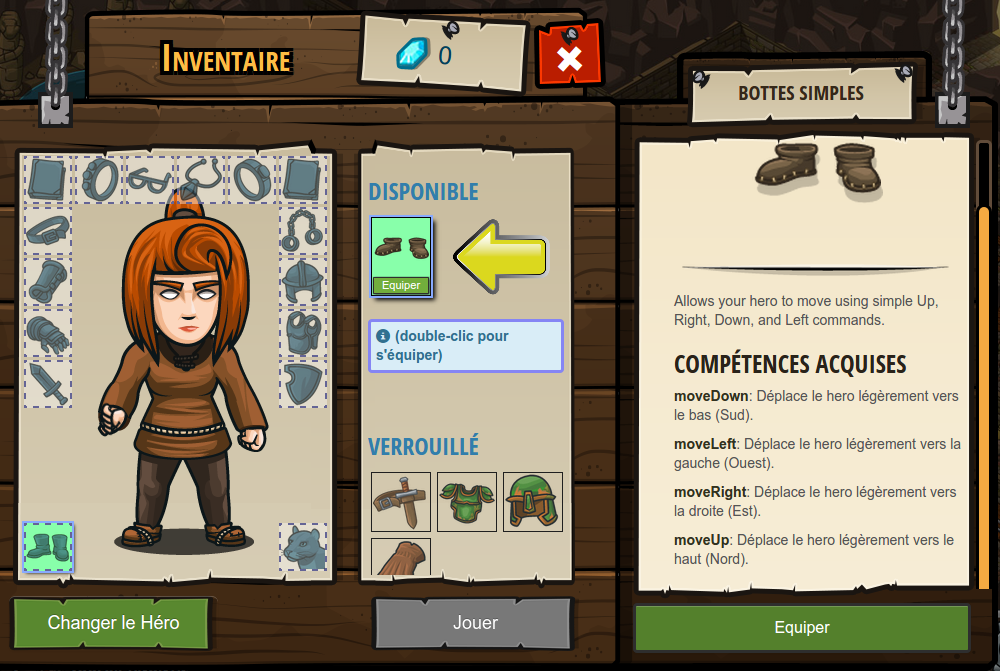 INVENTAIRE
0
BOTTES SIMPLES
DISPONIBLE
Equiper
(double-clic pour
s'équiper)
VERROUILLÉ
Changer le Héro
Jouer
Allows your hero to move using simple Up,
Right, Down, and Left commands.
COMPÉTENCES ACQUISES
moveDown: Déplace le hero légèrement vers
le bas (Sud).
moveLeft: Déplace le hero légèrement vers la
gauche (Ouest).
moveRight: Déplace le hero légèrement vers
la droite (Est).
moveUp: Déplace le hero légèrement vers le
haut (Nord).
Equiper